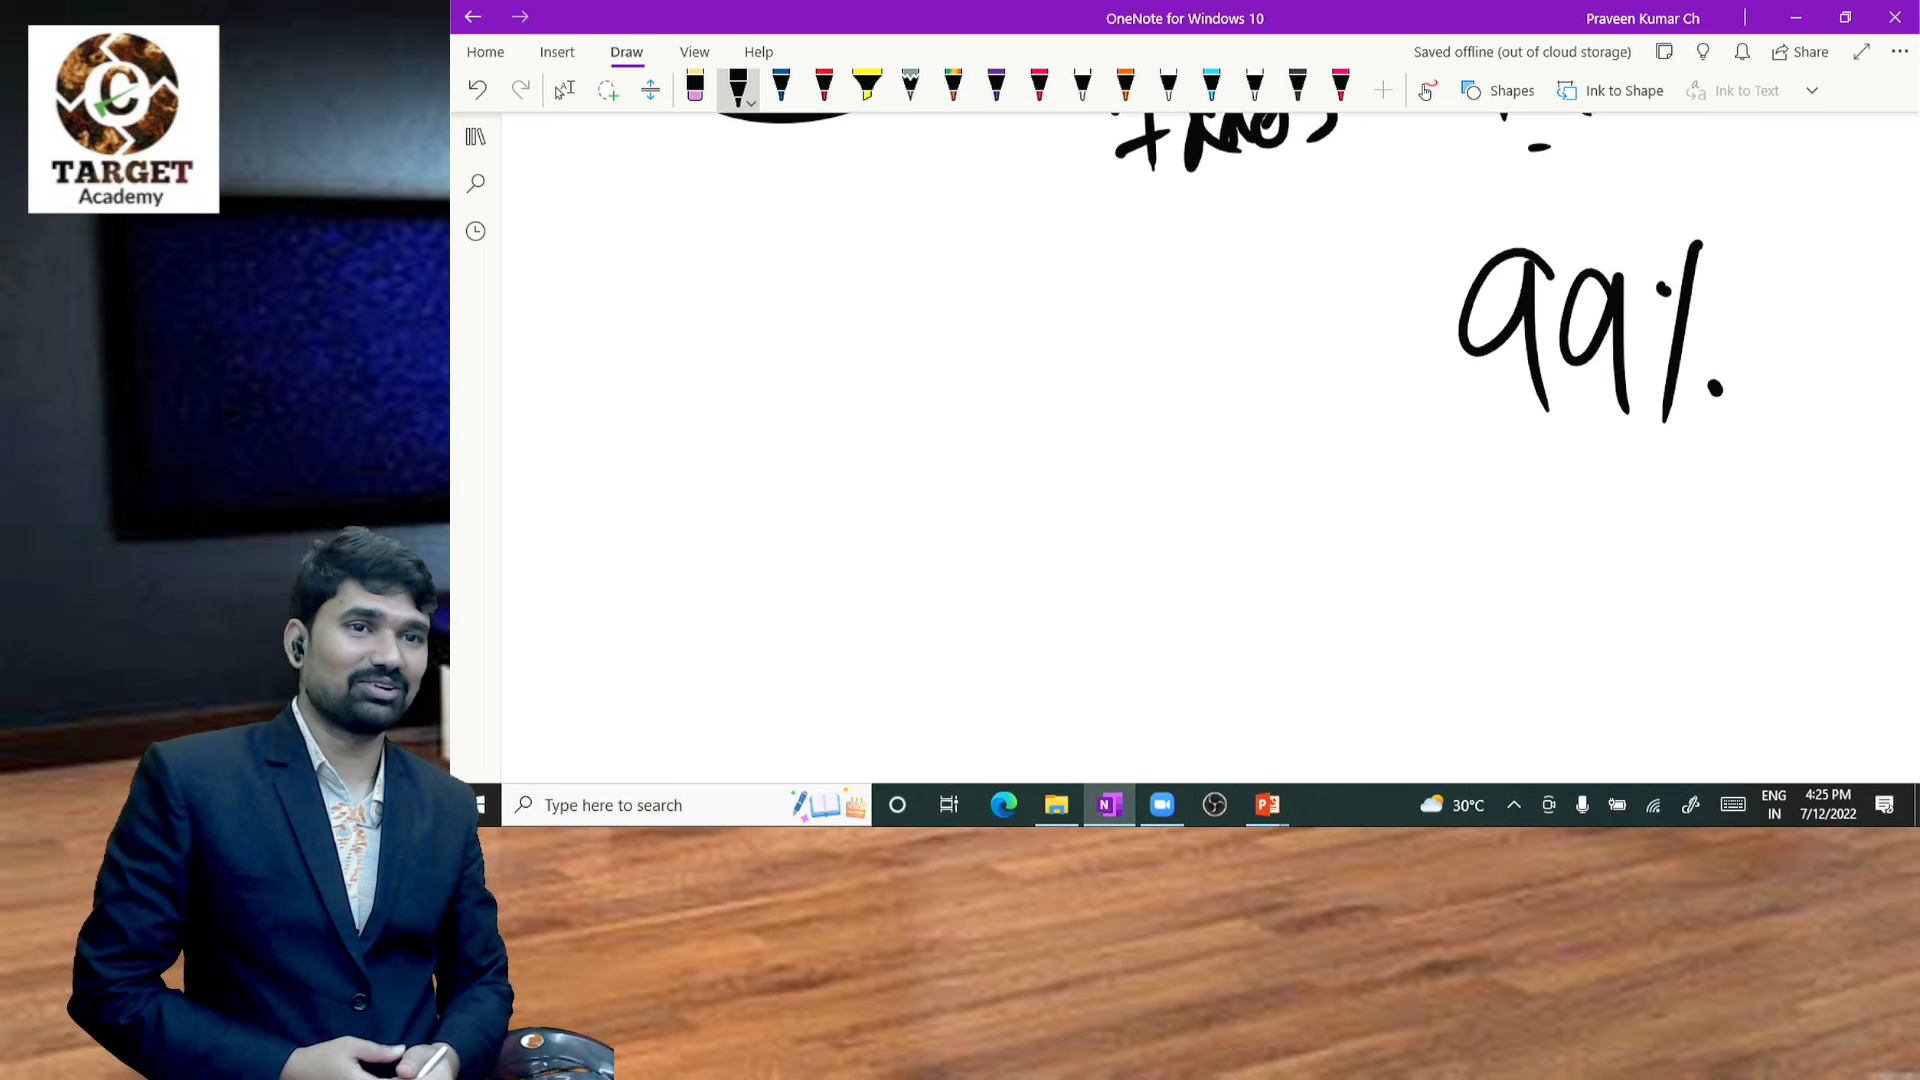 C
TARGET
Academy
OneNote for Windows 10
Praveen Kumar Ch
Home Insert Draw View Help
Saved offline (out of cloud storage)
Share
Shapes
Ink to Shape
Ink to Text
99%
Type here to search
30°C
ENG
IN
4:25 PM
7/12/2022